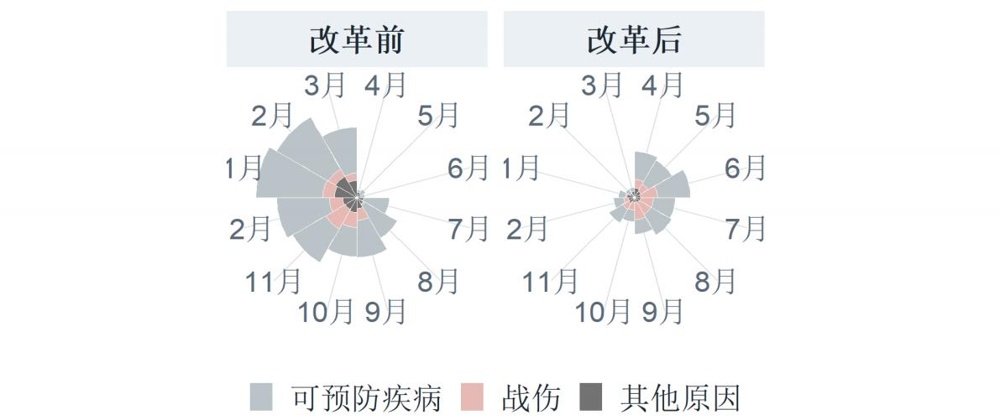 改革前
改革后
3月 4月
2月 5月
1月 6月
2月 7月
11月 8月
10月 9月
3月 4月
2月 5月
1月 6月
2月 7月
11月 8月
10月 9月
可预防疾病 战伤 其他原因